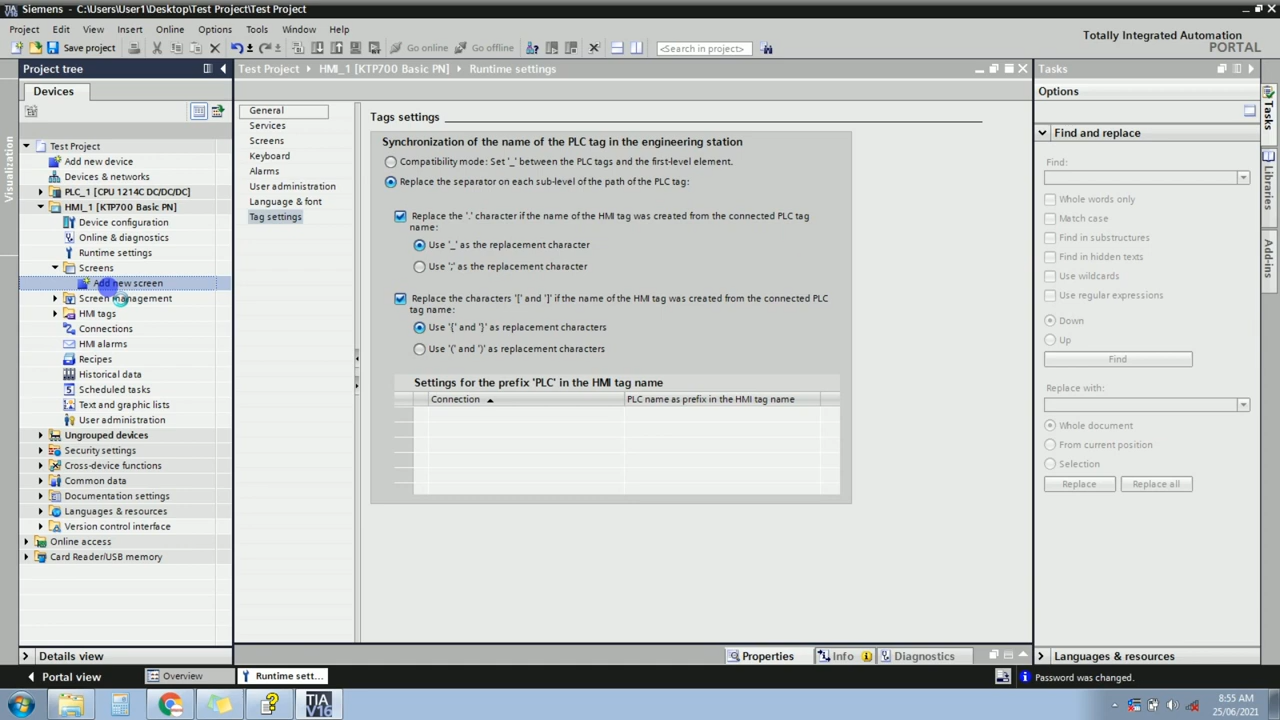 Siemens - C:\Users\User1\Desktop\Test Project\Test Project
Project Edit View Insert Online Options Tools Window Help
Totally Integrated Automation
PORTAL
Save project
Go online
Go offline
<Search in project>
Project tree
Test Project HMI_1 [KTP700 Basic PN] Runtime settings
Tasks
Devices
Options
Visualization
Test Project
Add new device
Devices & networks
PLC_1 [CPU 1214C DC/DC/DC]
HMI_1 [KTP700 Basic PN]
Device configuration
Online & diagnostics
Runtime settings
Screens
Add new screen
Screen management
HMI tags
Connections
HMI alarms
Recipes
Historical data
Scheduled tasks
Text and graphic lists
User administration
Ungrouped devices
Security settings
Cross-device functions
Common data
Documentation settings
Languages & resources
Version control interface
Online access
Card Reader/USB memory
Details view
General
Services
Screens
Keyboard
Alarms
User administration
Language & font
Tag settings
Tags settings
Synchronization of the name of the PLC tag in the engineering station
Compatibility mode: Set '_' between the PLC tags and the first-level element.
Replace the separator on each sub-level of the path of the PLC tag:
Replace the '.' character if the name of the HMI tag was created from the connected PLC tag
name:
Use '_' as the replacement character
Use ';' as the replacement character
Replace the characters '[' and ']' if the name of the HMI tag was created from the connected PLC
tag name:
Use '{' and '}' as replacement characters
Use '(' and ')' as replacement characters
Settings for the prefix 'PLC' in the HMI tag name
Connection
PLC name as prefix in the HMI tag name
Properties
Info
Diagnostics
Find and replace
Find:
Whole words only
Match case
Find in substructures
Find in hidden texts
Use wildcards
Use regular expressions
Down
Up
Find
Replace with:
Whole document
From current position
Selection
Replace
Replace all
Languages & resources
Tasks
Libraries
Add-ins
Portal view
Overview
Runtime sett...
Password was changed.
TIA
V16
8:55 AM
25/06/2021